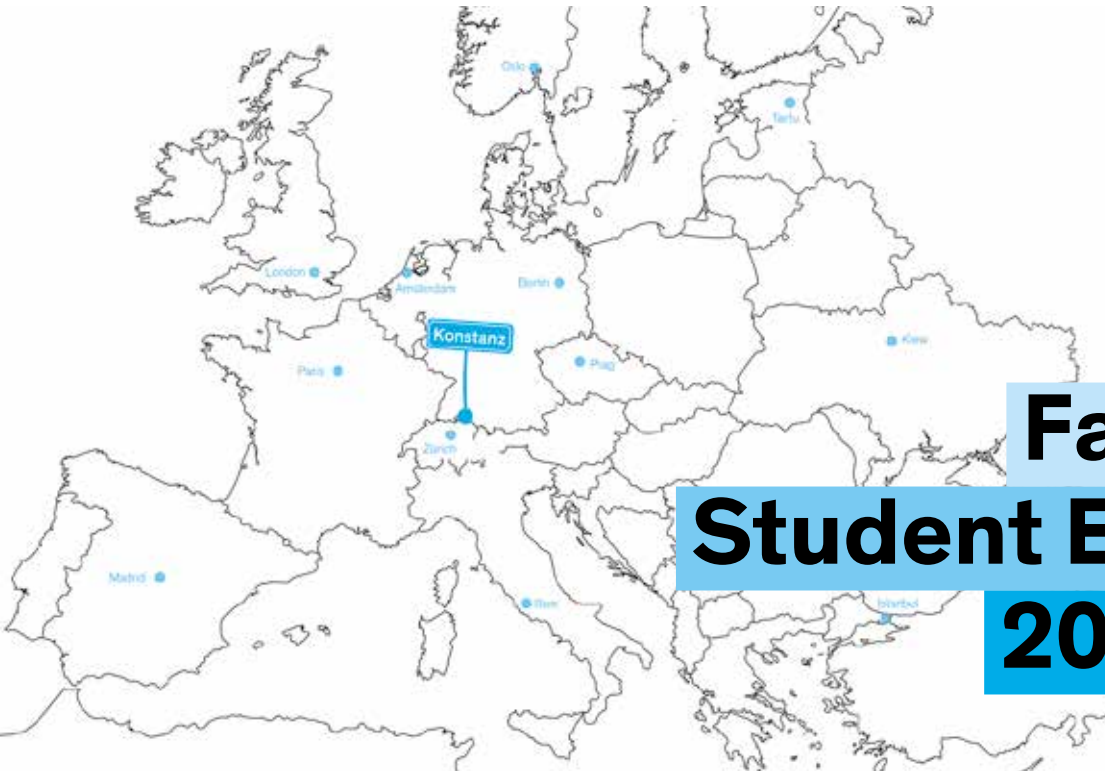 Oslo
Tartu
London
Amsterdam
Berlin
Konstanz
Kiew
Paris
Prag
Zürich
Fa
Student E
Madrid
Rom
Istanbul
20